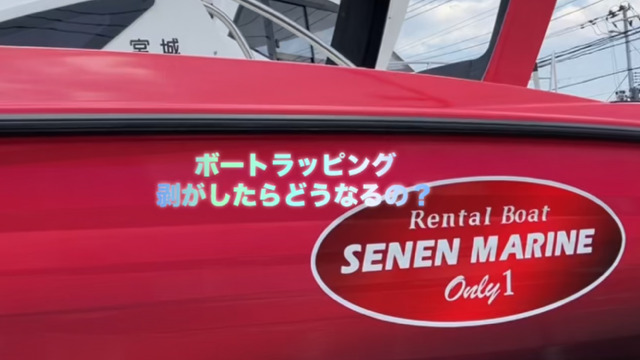 宮城
ボートラッピング
剥がしたらどうなるの？
Rental Boat
SENEN MARINE
Only1